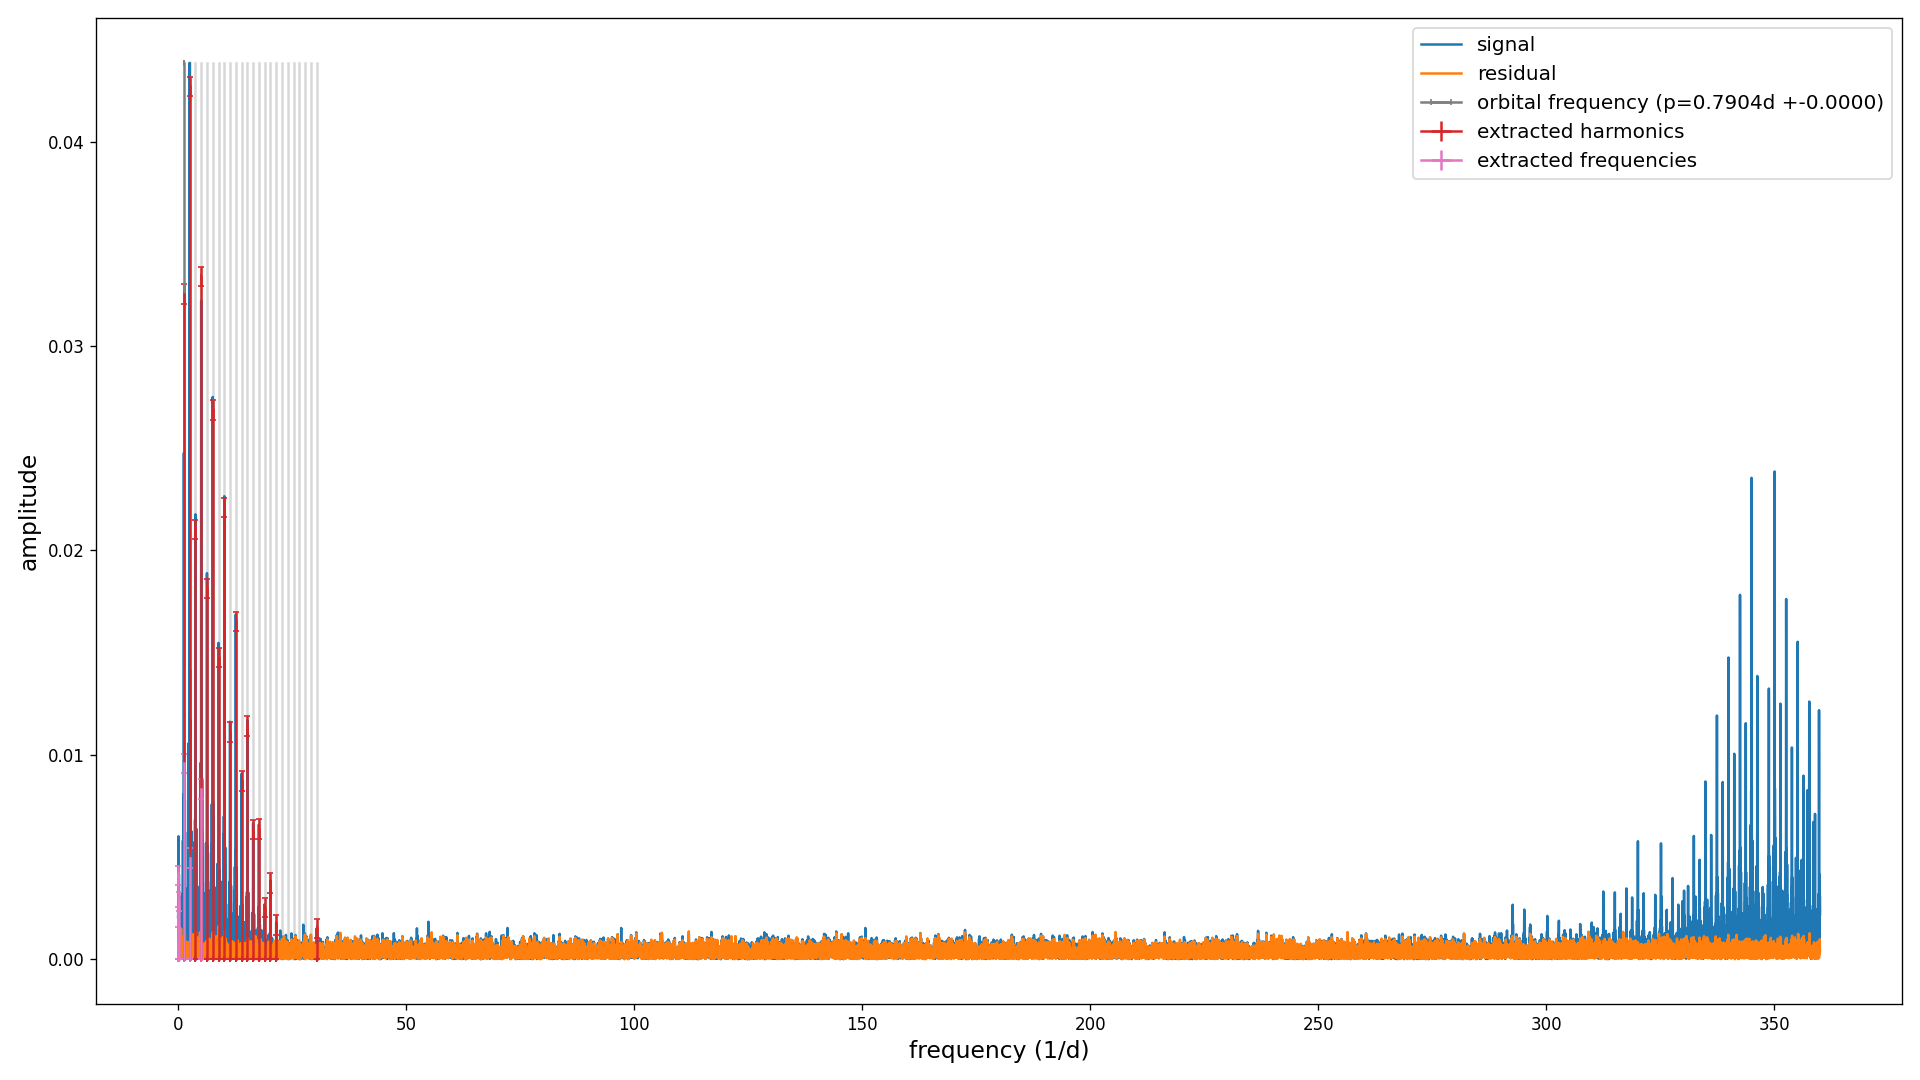 signal
residual
orbital frequency (p=0.7904d +-0.0000)
extracted harmonics
extracted frequencies
amplitude
0.04
0.03
0.02
0.01
0.00
0 50 100 150 200 250 300 350
frequency (1/d)